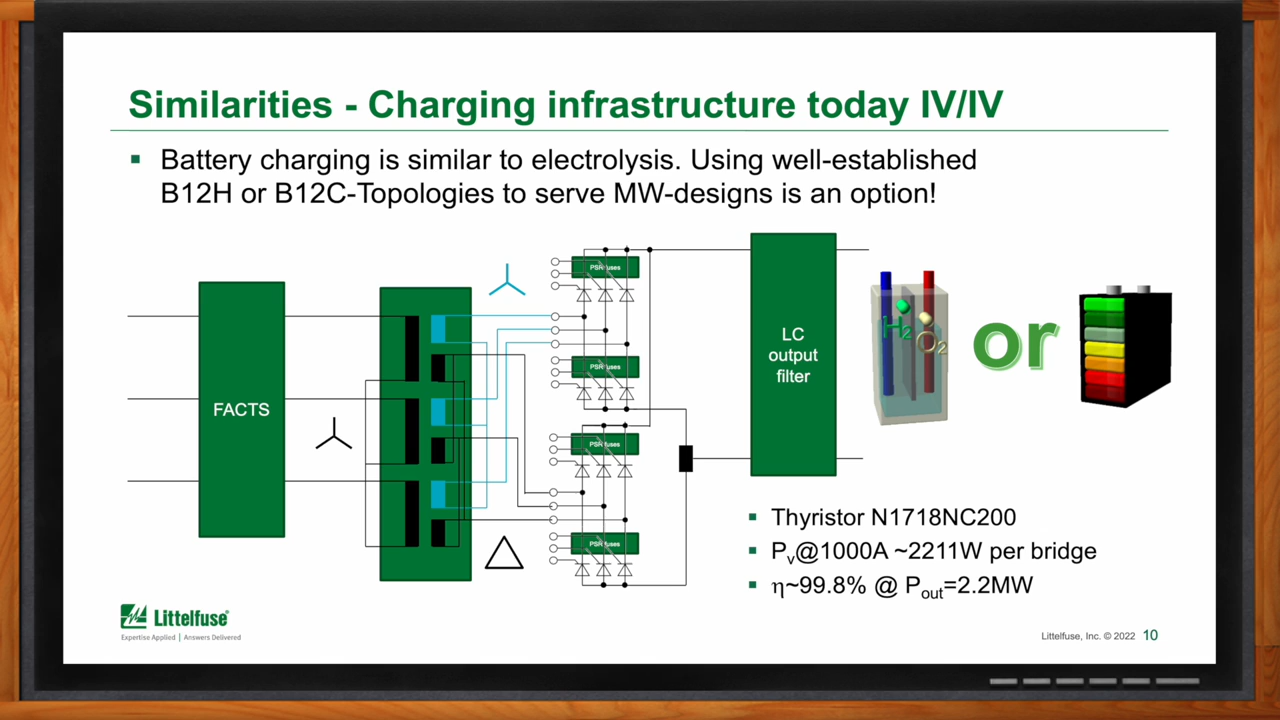 Similarities - Charging infrastructure today IV/IV
▪ Battery charging is similar to electrolysis. Using well-established
B12H or B12C-Topologies to serve MW-designs is an option!
PSR fuses
FACTS
PSR fuses
PSR fuses
PSR fuses
LC
output
filter
H2
O2
or
▪ Thyristor N1718NC200
▪ Pv@1000A ~2211W per bridge
▪ η~99.8% @ Pout=2.2MW
Littelfuse®
Expertise Applied | Answers Delivered
Littelfuse, Inc. © 2022 10